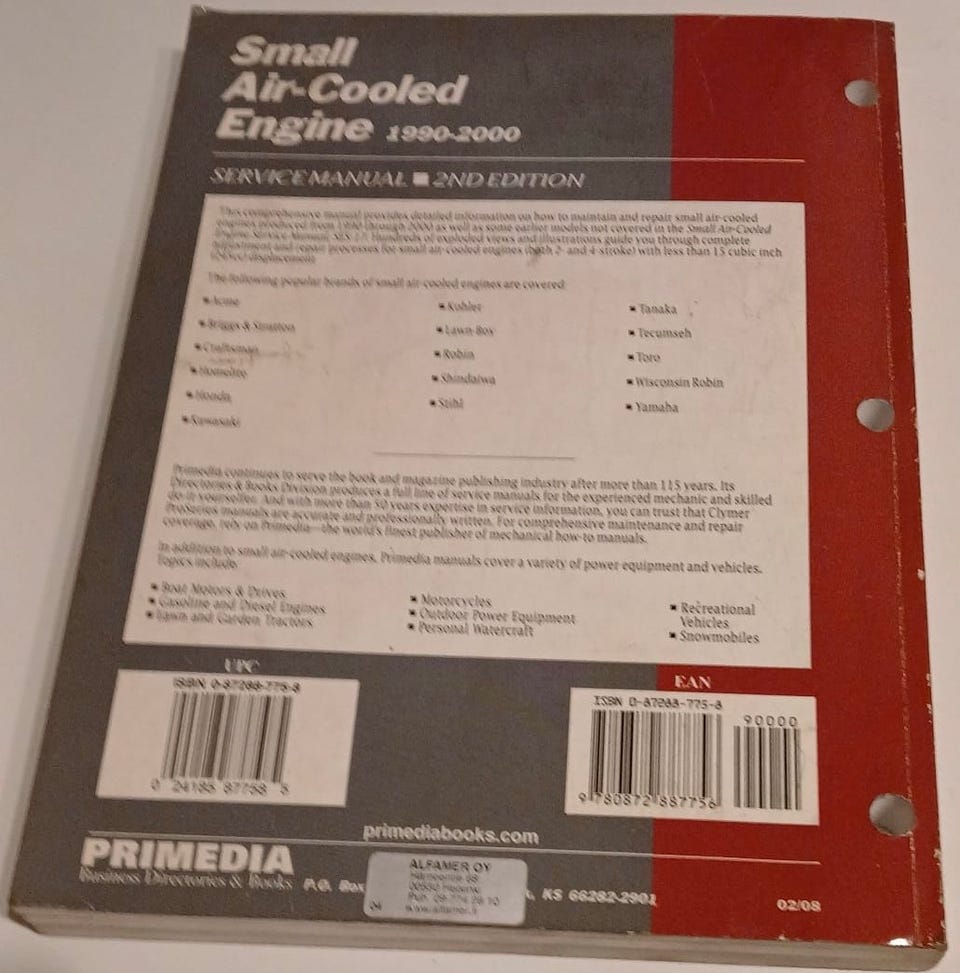 Small
Air-Cooled
Engine 1990-2000
SERVICE MANUAL ■ 2ND EDITION
This comprehensive manual provides detailed information on how to maintain and repair small air-cooled
engines produced from 1990 through 2000 as well as some earlier models not covered in the Small Air-Cooled
Engine Service Manual, Hundreds of exploded views and illustrations guide you through complete
adjustment and repair processes for small air-cooled engines (both 2- and 4-stroke) with less than 15 cubic inch
displacement.
The following popular brands of small air-cooled engines are covered:
▪ Acme
▪ Briggs & Stratton
▪ Craftsman
▪ Homelite
▪ Honda
▪ Kawasaki
▪ Kohler
▪ Lawn-Boy
▪ Robin
▪ Shindaiwa
▪ Stihl
▪ Tanaka
▪ Tecumseh
▪ Toro
▪ Wisconsin Robin
▪ Yamaha
Primedia continues to serve the book and magazine publishing industry after more than 115 years. Its
Directories & Books Division produces a full line of service manuals for the experienced mechanic and skilled
do-it-yourselfer. And with more than 50 years expertise in service information, you can trust that Clymer
ProSeries manuals are accurate and professionally written. For comprehensive maintenance and repair
coverage, rely on Primedia—the world's finest publisher of mechanical how-to manuals.
In addition to small air-cooled engines, Primedia manuals cover a variety of power equipment and vehicles.
Topics include:
▪ Boat Motors & Drives
▪ Gasoline and Diesel Engines
▪ Lawn and Garden Tractors
▪ Motorcycles
▪ Outdoor Power Equipment
▪ Personal Watercraft
▪ Recreational
Vehicles
▪ Snowmobiles
UPC
ISBN 0-87288-775-8
0 24185 87758 5
EAN
ISBN 0-87288-775-8
90000
9 780872 887756
primediabooks.com
PRIMEDIA
Business Directories & Books P.O. Box
KS 66282-2901
ALFAMER OY
Puh. 09-774 28 10
www.alfamer.fi
04
02/08